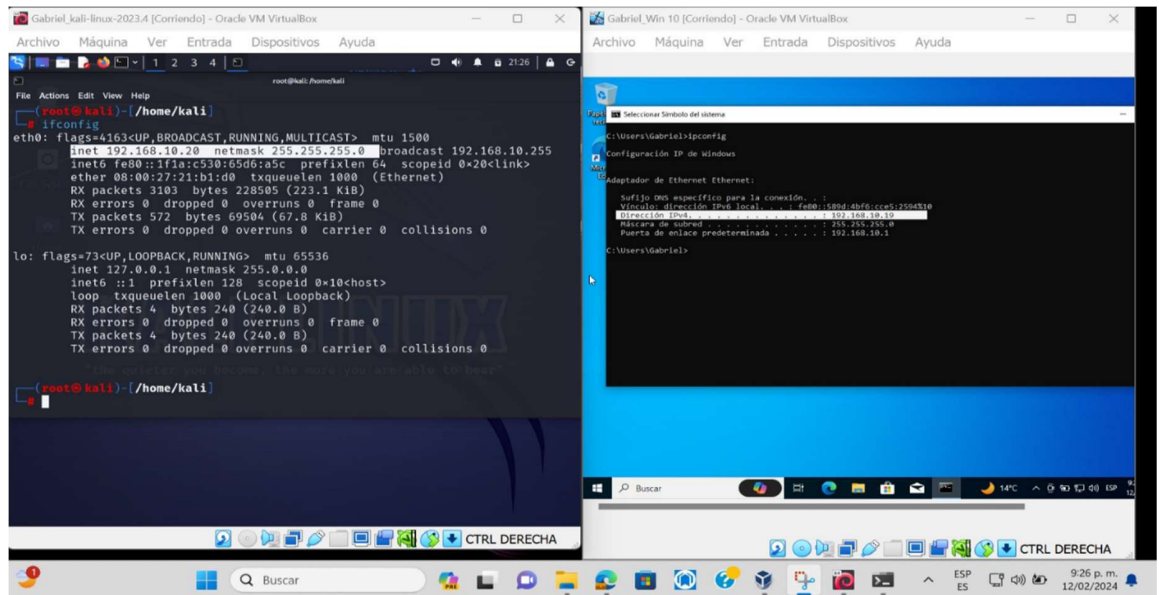 Gabriel_kali-linux-2023.4 [Corriendo] - Oracle VM VirtualBox
Archivo Máquina Ver Entrada Dispositivos Ayuda
1 2 3 4
21:26
root@kali: /home/kali
File Actions Edit View Help
(root@kali)-[/home/kali]
# ifconfig
eth0: flags=4163<UP,BROADCAST,RUNNING,MULTICAST> mtu 1500
inet 192.168.10.20 netmask 255.255.255.0 broadcast 192.168.10.255
inet6 fe80::1f1a:c530:65d6:a5c prefixlen 64 scopeid 0×20<link>
ether 08:00:27:21:b1:d0 txqueuelen 1000 (Ethernet)
RX packets 3103 bytes 228505 (223.1 KiB)
RX errors 0 dropped 0 overruns 0 frame 0
TX packets 572 bytes 69504 (67.8 KiB)
TX errors 0 dropped 0 overruns 0 carrier 0 collisions 0
lo: flags=73<UP,LOOPBACK,RUNNING> mtu 65536
inet 127.0.0.1 netmask 255.0.0.0
inet6 ::1 prefixlen 128 scopeid 0×10<host>
loop txqueuelen 1000 (Local Loopback)
RX packets 4 bytes 240 (240.0 B)
RX errors 0 dropped 0 overruns 0 frame 0
TX packets 4 bytes 240 (240.0 B)
TX errors 0 dropped 0 overruns 0 carrier 0 collisions 0
"the quieter you become, the more you are able to hear"
(root@kali)-[/home/kali]
#
CTRL DERECHA
Gabriel_Win 10 [Corriendo] - Oracle VM VirtualBox
Archivo Máquina Ver Entrada Dispositivos Ayuda
Seleccionar Símbolo del sistema
C:\Users\Gabriel>ipconfig
Configuración IP de Windows
Adaptador de Ethernet Ethernet:
Sufijo DNS específico para la conexión. . :
Vínculo: dirección IPv6 local. . . : fe80::589d:4bf6:cce5:2594%10
Dirección IPv4. . . . . . . . . . . . . . : 192.168.10.19
Máscara de subred . . . . . . . . . . . . : 255.255.255.0
Puerta de enlace predeterminada . . . . . : 192.168.10.1
C:\Users\Gabriel>
Buscar
14°C
ESP
CTRL DERECHA
1
Buscar
ESP
ES
9:26 p. m.
12/02/2024